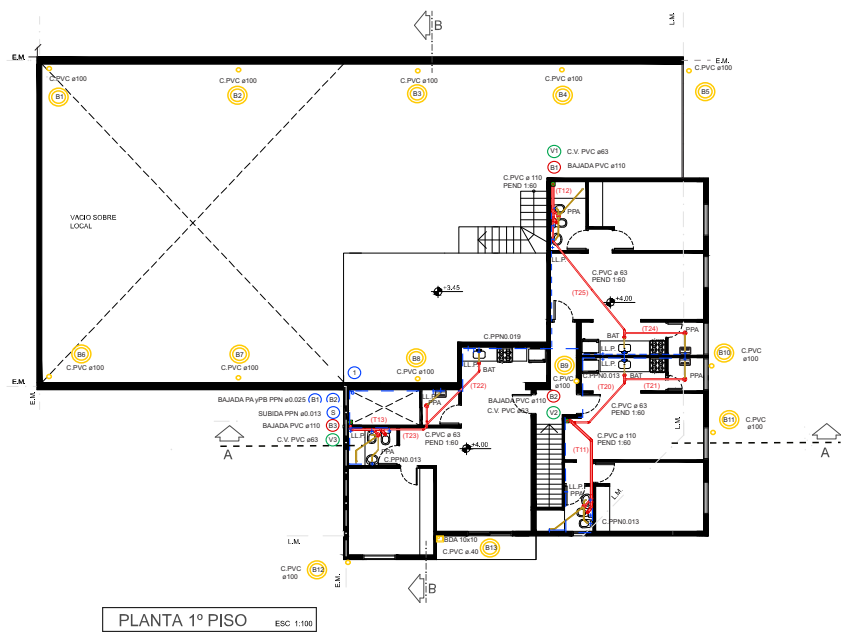 B
L.M.
E.M.
E.M.
C.PVC ø100
C.PVC ø100
C.PVC ø100
C.PVC ø100
C.PVC ø100
B1
B2
B3
B4
B5
V1
C.V. PVC ø63
B1
BAJADA PVC ø110
C.PVC ø 110
PEND 1:60
(T12)
PPA
VACIO SOBRE
LOCAL
LL.P.
C.PVC ø 63
PEND 1:60
(T25)
+3.45
+4.00
C.PPN0.019
BAT
(T24)
PPA
B6
B7
B8
B9
B10
C.PVC
ø100
LL.P.
LL.P.
BAT
(T22)
C.PVC ø100
C.PVC ø100
C.PVC ø100
1
C.PVC
ø100
C.PPN0.013
BAT
PPA
(T20)
(T21)
E.M.
BAJADA PA yPB PPN ø0.025
B1
B2
SUBIDA PPN ø0.013
S
BAJADA PVC ø110
B3
C.V. PVC ø63
V3
LL.P.
PPA
BAJADA PVC ø110
B2
C.V. PVC ø63
V2
C.PVC ø 63
PEND 1:60
B11
C.PVC
ø100
(T13)
LL.P.
(T23)
C.PVC ø 63
PEND 1:60
+4.00
C.PVC ø 110
PEND 1:60
(T11)
L.M.
A
A
PPA
C.PPN0.013
LL.P.
PPA
L.M.
C.PPN0.013
L.M.
L.M.
BDA 10x10
C.PVC ø.40
B13
C.PVC
ø100
B12
E.M.
B
PLANTA 1º PISO
ESC 1:100